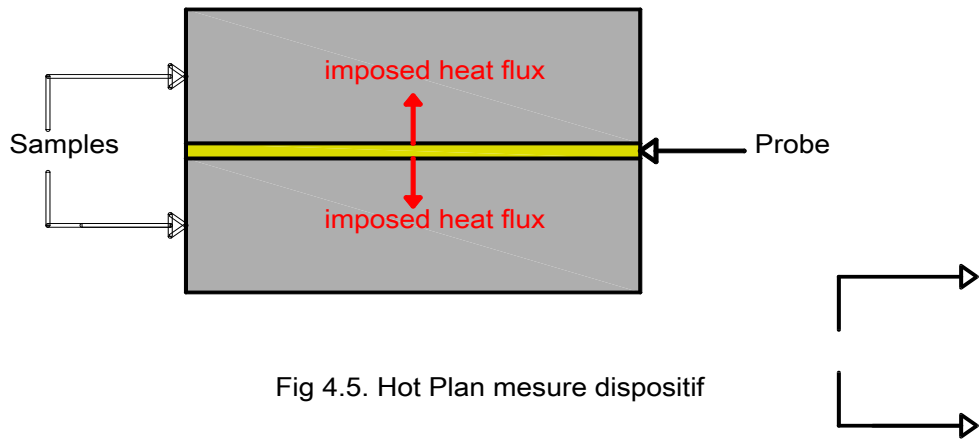 imposed heat flux
Samples
Probe
imposed heat flux
Fig 4.5. Hot Plan mesure dispositif